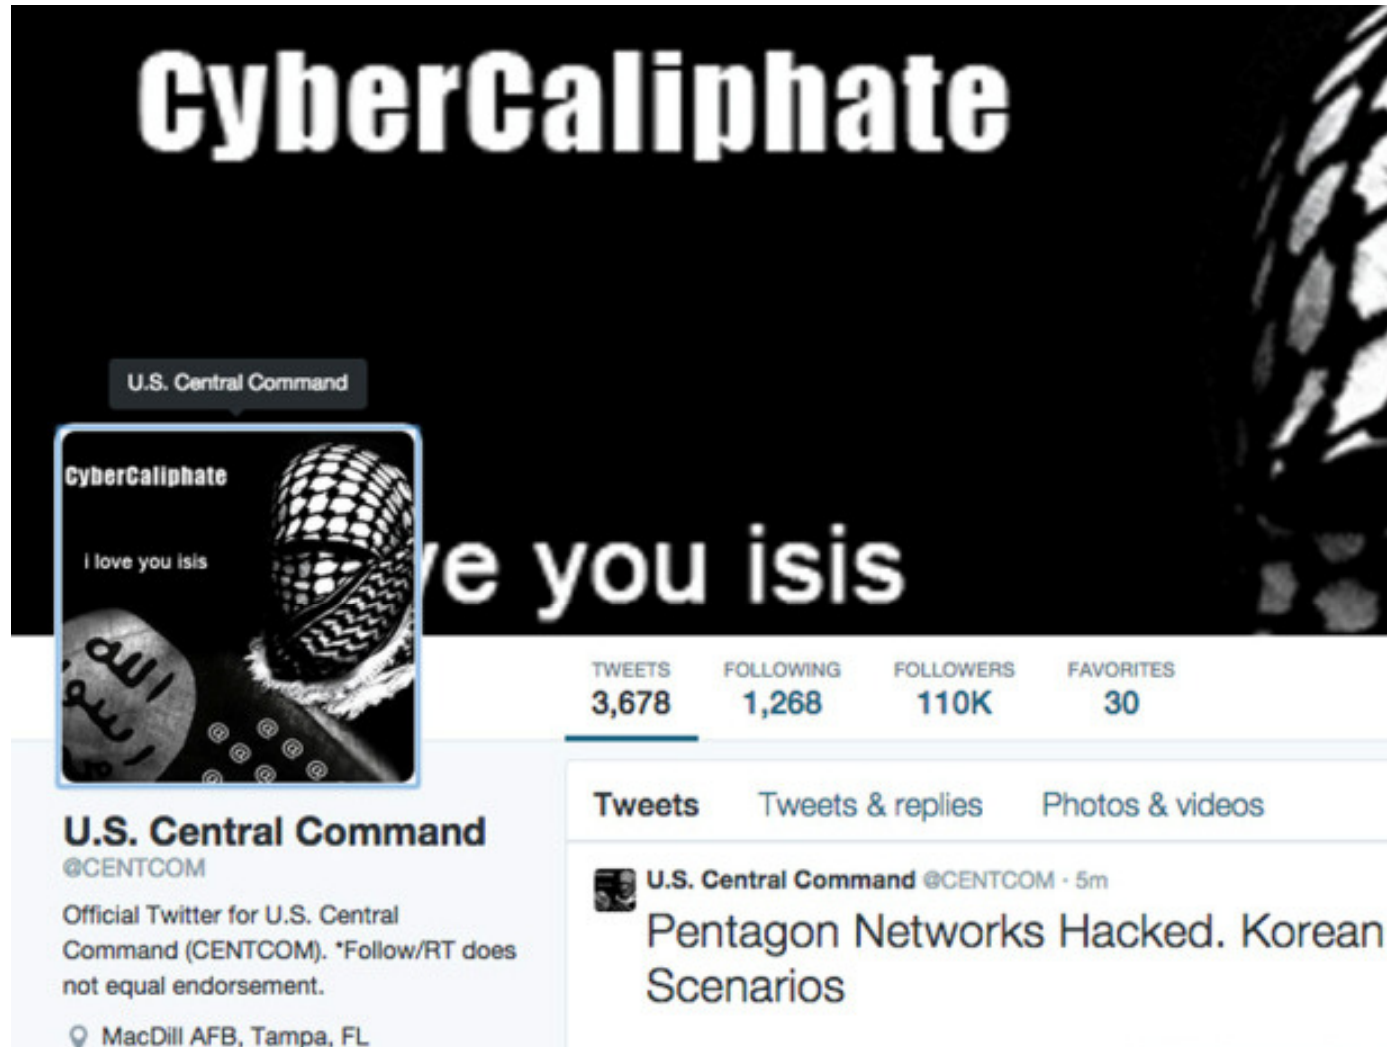 CyberCaliphate
U.S. Central Command
CyberCaliphate
i love you isis
ve you isis
الله
رسول
@ @
@ @
@ @ @
TWEETS FOLLOWING FOLLOWERS FAVORITES
3,678 1,268 110K 30
Tweets Tweets & replies Photos & videos
U.S. Central Command
@CENTCOM
Official Twitter for U.S. Central
Command (CENTCOM). *Follow/RT does
not equal endorsement.
MacDill AFB, Tampa, FL
U.S. Central Command @CENTCOM · 5m
Pentagon Networks Hacked. Korean
Scenarios